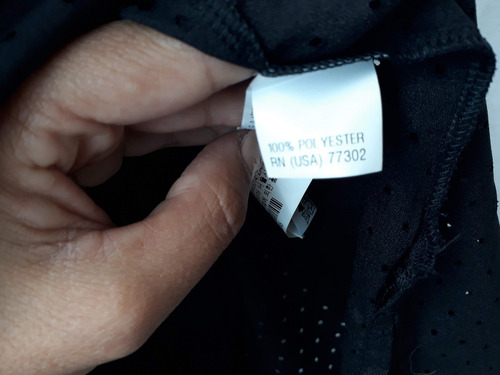 100% POLYESTER
RN (USA) 77302